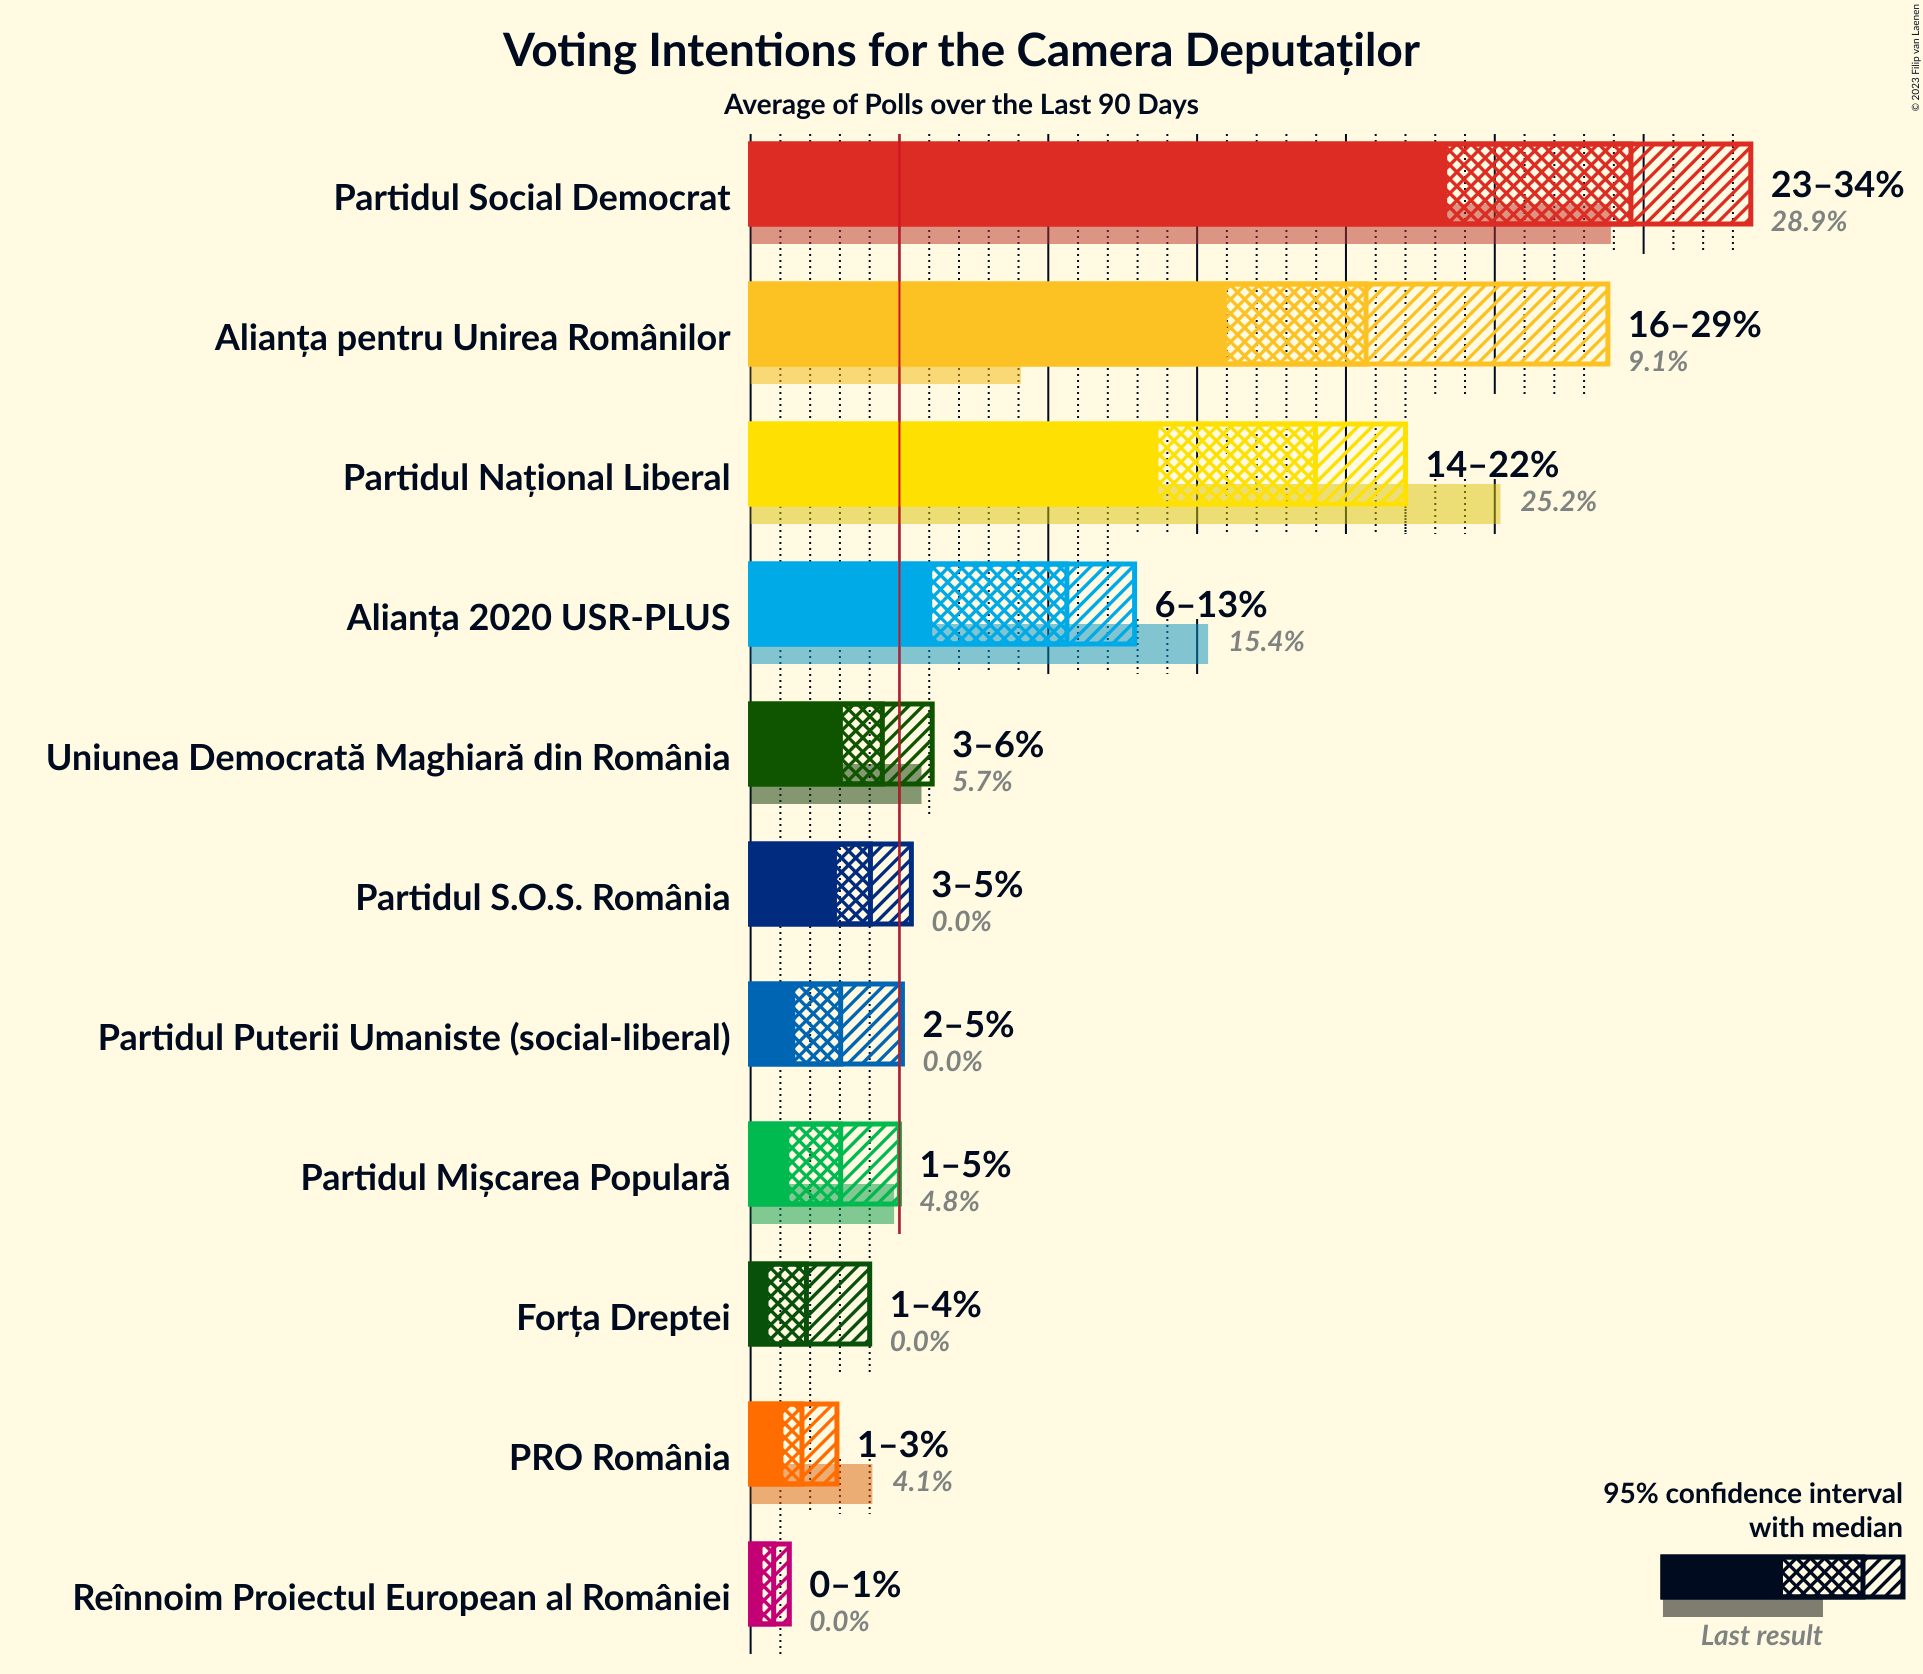 © 2023 Filip van Laenen
Voting Intentions for the Camera Deputaților
Average of Polls over the Last 90 Days
Partidul Social Democrat
23–34%
28.9%
Alianța pentru Unirea Românilor
16–29%
9.1%
Partidul Național Liberal
14–22%
25.2%
Alianța 2020 USR-PLUS
6–13%
15.4%
Uniunea Democrată Maghiară din România
3–6%
5.7%
Partidul S.O.S. România
3–5%
0.0%
Partidul Puterii Umaniste (social-liberal)
2–5%
0.0%
Partidul Mișcarea Populară
1–5%
4.8%
Forța Dreptei
1–4%
0.0%
PRO România
1–3%
4.1%
Reînnoim Proiectul European al României
0–1%
0.0%
95% confidence interval
with median
Last result